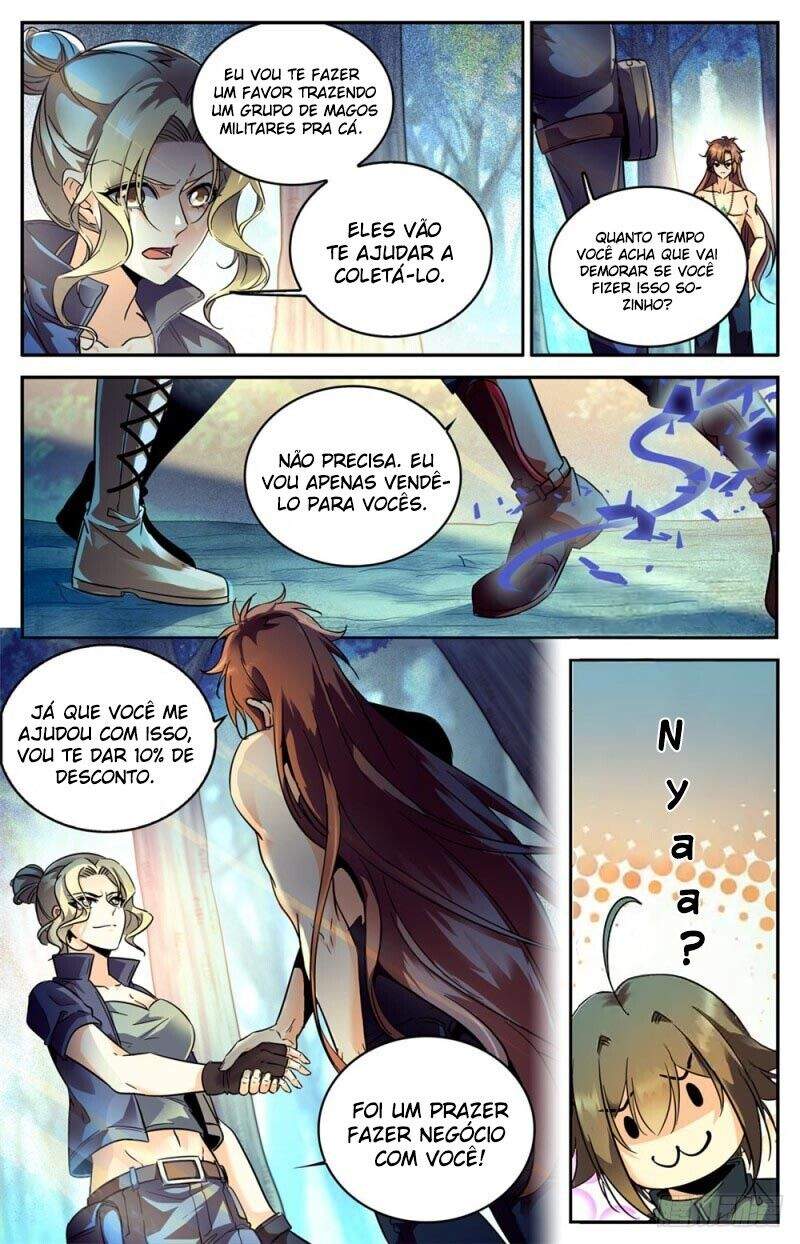 EU VOU TE FAZER
UM FAVOR TRAZENDO
UM GRUPO DE MAGOS
MILITARES PRA CÁ.
ELES VÃO
TE AJUDAR A
COLETÁ-LO.
QUANTO TEMPO
VOCÊ ACHA QUE VAI
DEMORAR SE VOCÊ
FIZER ISSO SO-
ZINHO?
NÃO PRECISA. EU
VOU APENAS VENDÊ-
LO PARA VOCÊS.
JÁ QUE VOCÊ ME
AJUDOU COM ISSO,
VOU TE DAR 10% DE
DESCONTO.
Nyaa?
FOI UM PRAZER
FAZER NEGÓCIO
COM VOCÊ!